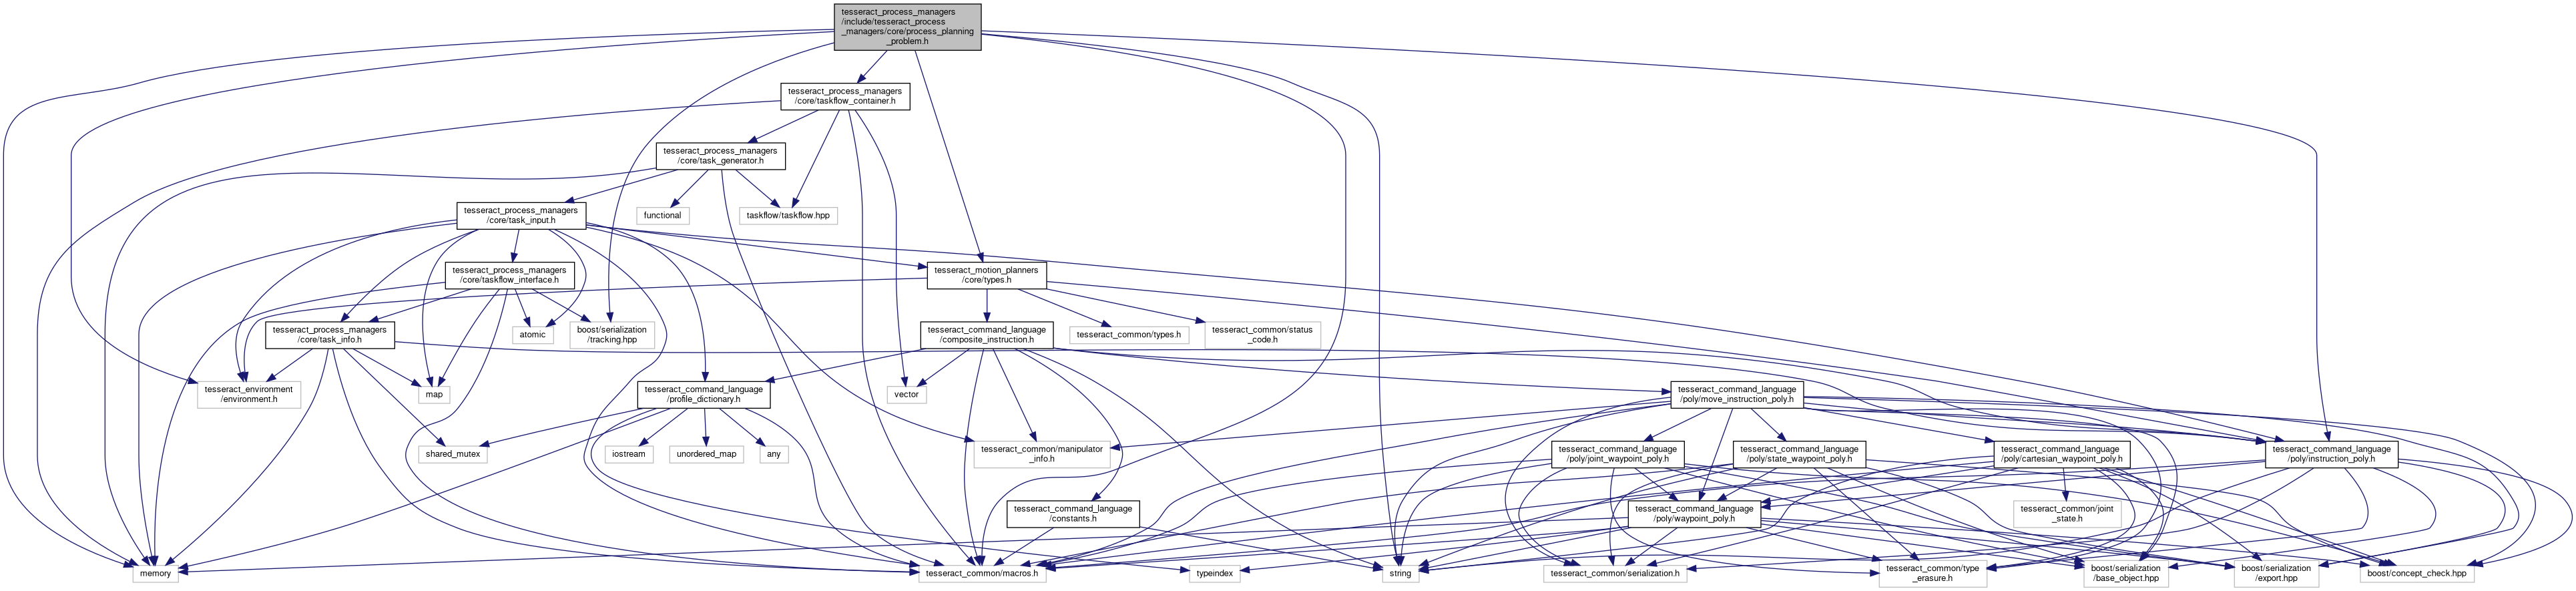 tesseract_process_managers
/include/tesseract_process
_managers/core/process_planning
_problem.h
tesseract_process_managers
/core/taskflow_container.h
tesseract_process_managers
/core/task_generator.h
tesseract_process_managers
/core/task_input.h
functional
taskflow/taskflow.hpp
tesseract_process_managers
/core/taskflow_interface.h
tesseract_motion_planners
/core/types.h
tesseract_process_managers
/core/task_info.h
atomic
boost/serialization
/tracking.hpp
tesseract_command_language
/composite_instruction.h
tesseract_common/types.h
tesseract_common/status
_code.h
tesseract_environment
/environment.h
map
tesseract_command_language
/profile_dictionary.h
vector
tesseract_command_language
/poly/move_instruction_poly.h
shared_mutex
iostream
unordered_map
any
tesseract_common/manipulator
_info.h
tesseract_command_language
/poly/joint_waypoint_poly.h
tesseract_command_language
/poly/state_waypoint_poly.h
tesseract_command_language
/poly/cartesian_waypoint_poly.h
tesseract_command_language
/poly/instruction_poly.h
tesseract_command_language
/constants.h
tesseract_command_language
/poly/waypoint_poly.h
tesseract_common/joint
_state.h
memory
tesseract_common/macros.h
typeindex
string
tesseract_common/serialization.h
tesseract_common/type
_erasure.h
boost/serialization
/base_object.hpp
boost/serialization
/export.hpp
boost/concept_check.hpp